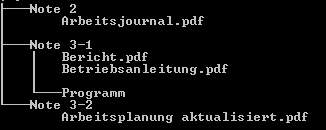 Note 2
Arbeitsjournal.pdf
Note 3-1
Bericht.pdf
Betriebsanleitung.pdf
Programm
Note 3-2
Arbeitsplanung aktualisiert.pdf